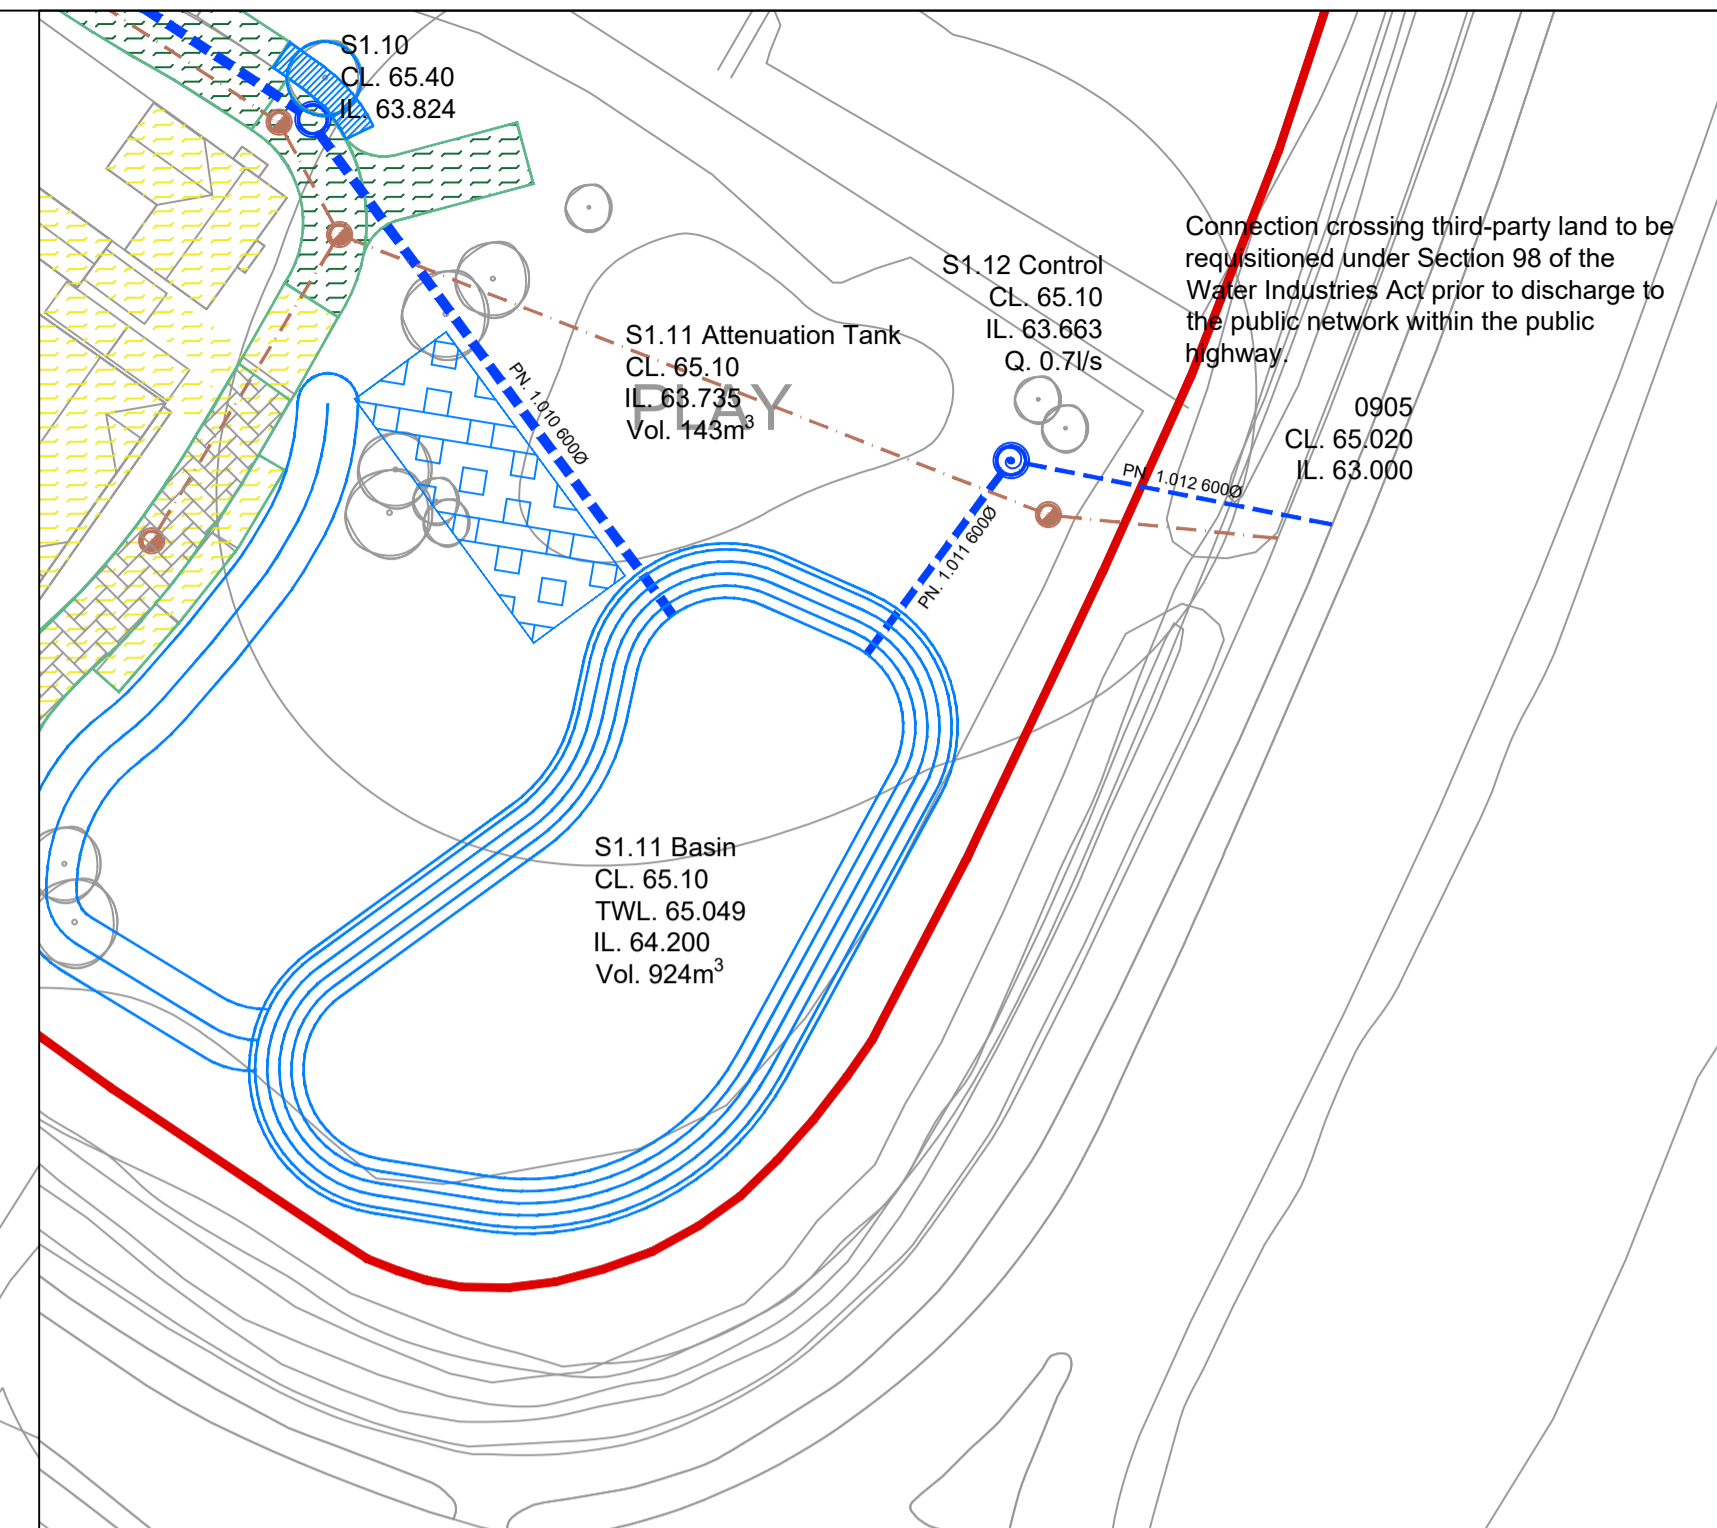 S1.10
CL. 65.40
IL. 63.824
Connection crossing third-party land to be
requisitioned under Section 98 of the
Water Industries Act prior to discharge to
the public network within the public
highway.
S1.12 Control
CL. 65.10
IL. 63.663
Q. 0.7l/s
S1.11 Attenuation Tank
CL. 65.10
IL. 63.735
Vol. 143m³
PLAY
PN. 1.010 600Ø
0905
CL. 65.020
IL. 63.000
PN. 1.012 600Ø
PN. 1.011 600Ø
S1.11 Basin
CL. 65.10
TWL. 65.049
IL. 64.200
Vol. 924m³